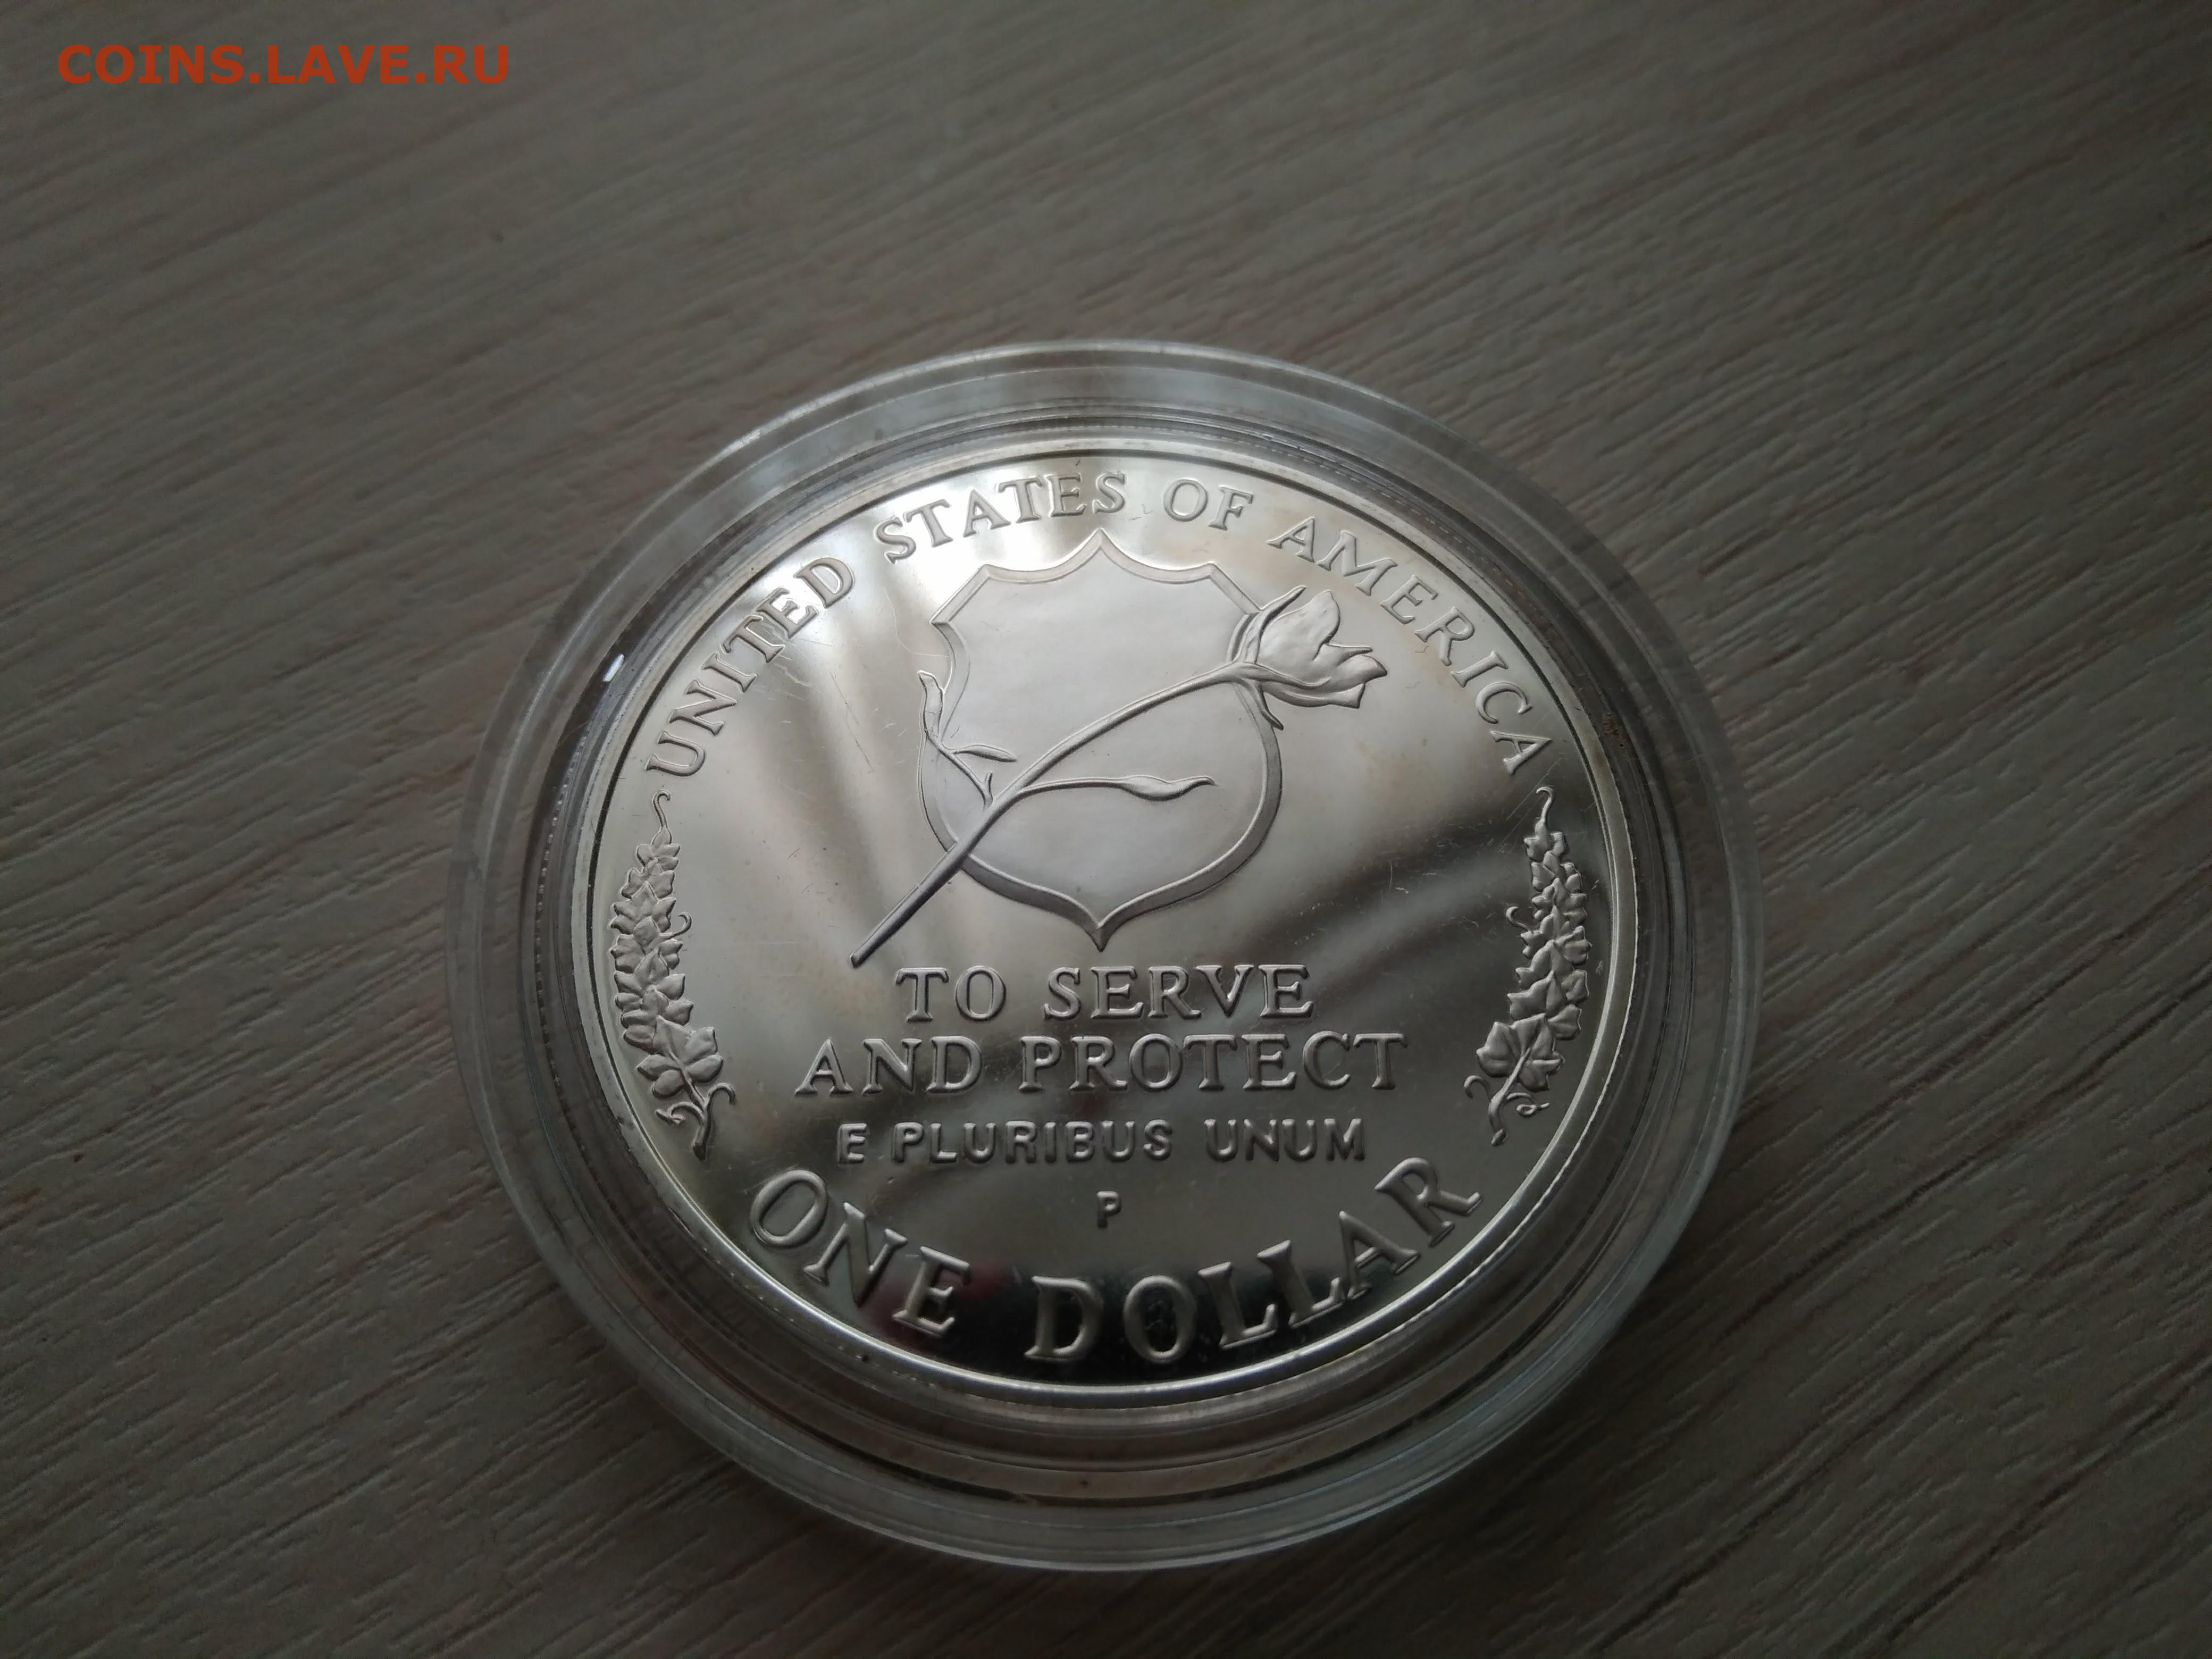 COINS.LAVE.RU
UNITED STATES OF AMERICA
TO SERVE
AND PROTECT
E PLURIBUS UNUM
P
ONE DOLLAR